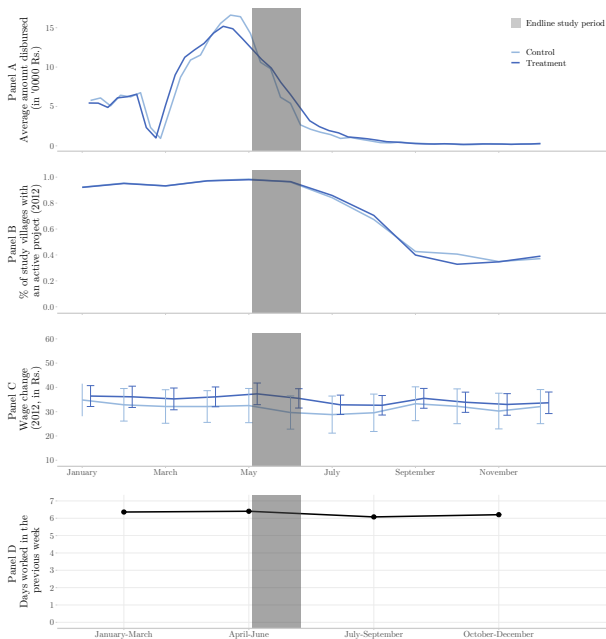 Panel A
Average amount disbursed
(in '0000 Rs.)
15
10
5
0
Endline study period
Control
Treatment
Panel B
% of study villages with
an active project (2012)
1.0
0.8
0.6
0.4
0.2
0.0
Panel C
Wage change
(2012, in Rs.)
60
50
40
30
20
10
January
March
May
July
September
November
Panel D
Days worked in the
previous week
7
6
5
4
3
2
1
0
January-March
April-June
July-September
October-December